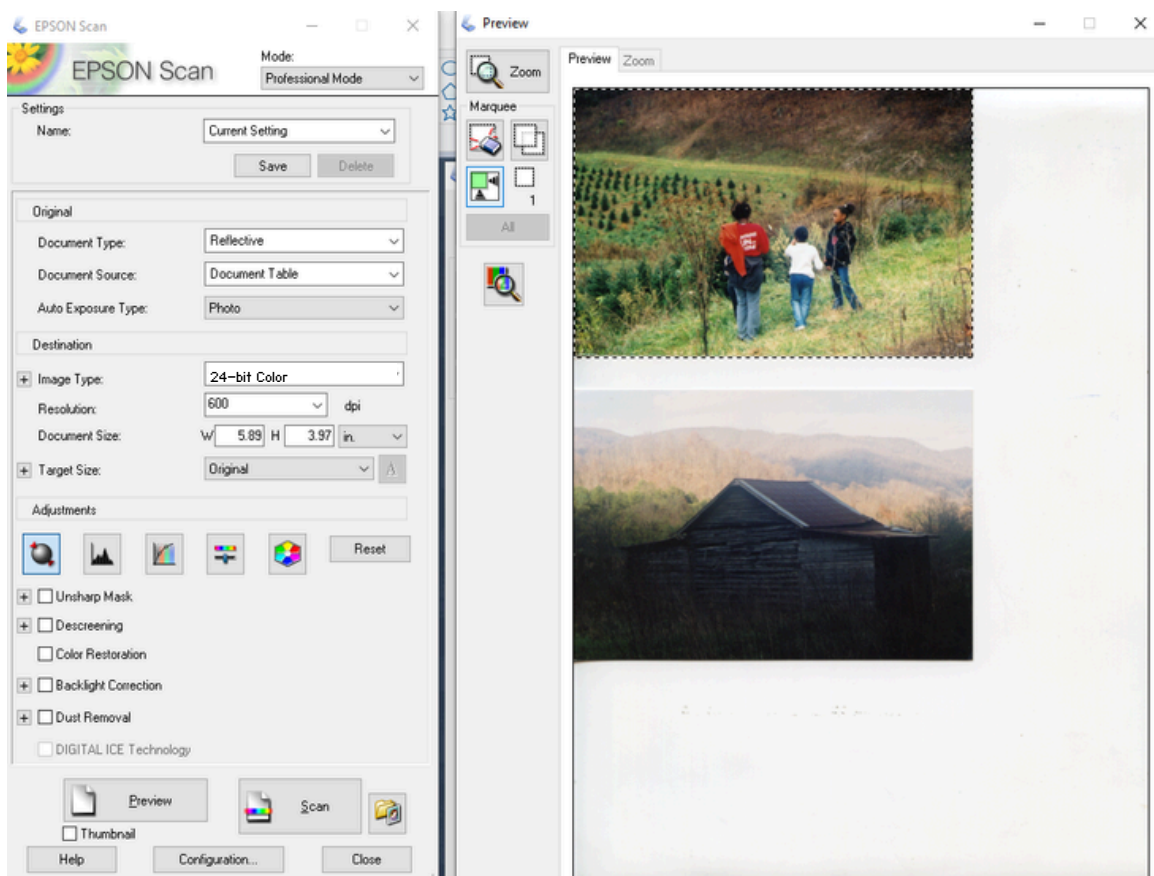 EPSON Scan
EPSON Scan
Mode:
Professional Mode
Settings
Name:
Current Setting
Save
Delete
Original
Document Type:
Reflective
Document Source:
Document Table
Auto Exposure Type:
Photo
Destination
Image Type:
24-bit Color
Resolution:
600
dpi
Document Size:
W 5.89 H 3.97 in.
Target Size:
Original
A
Adjustments
Reset
Unsharp Mask
Descreening
Color Restoration
Backlight Correction
Dust Removal
DIGITAL ICE Technology
Preview
Scan
Thumbnail
Help
Configuration...
Close
Preview
Zoom
Marquee
1
All
Preview
Zoom